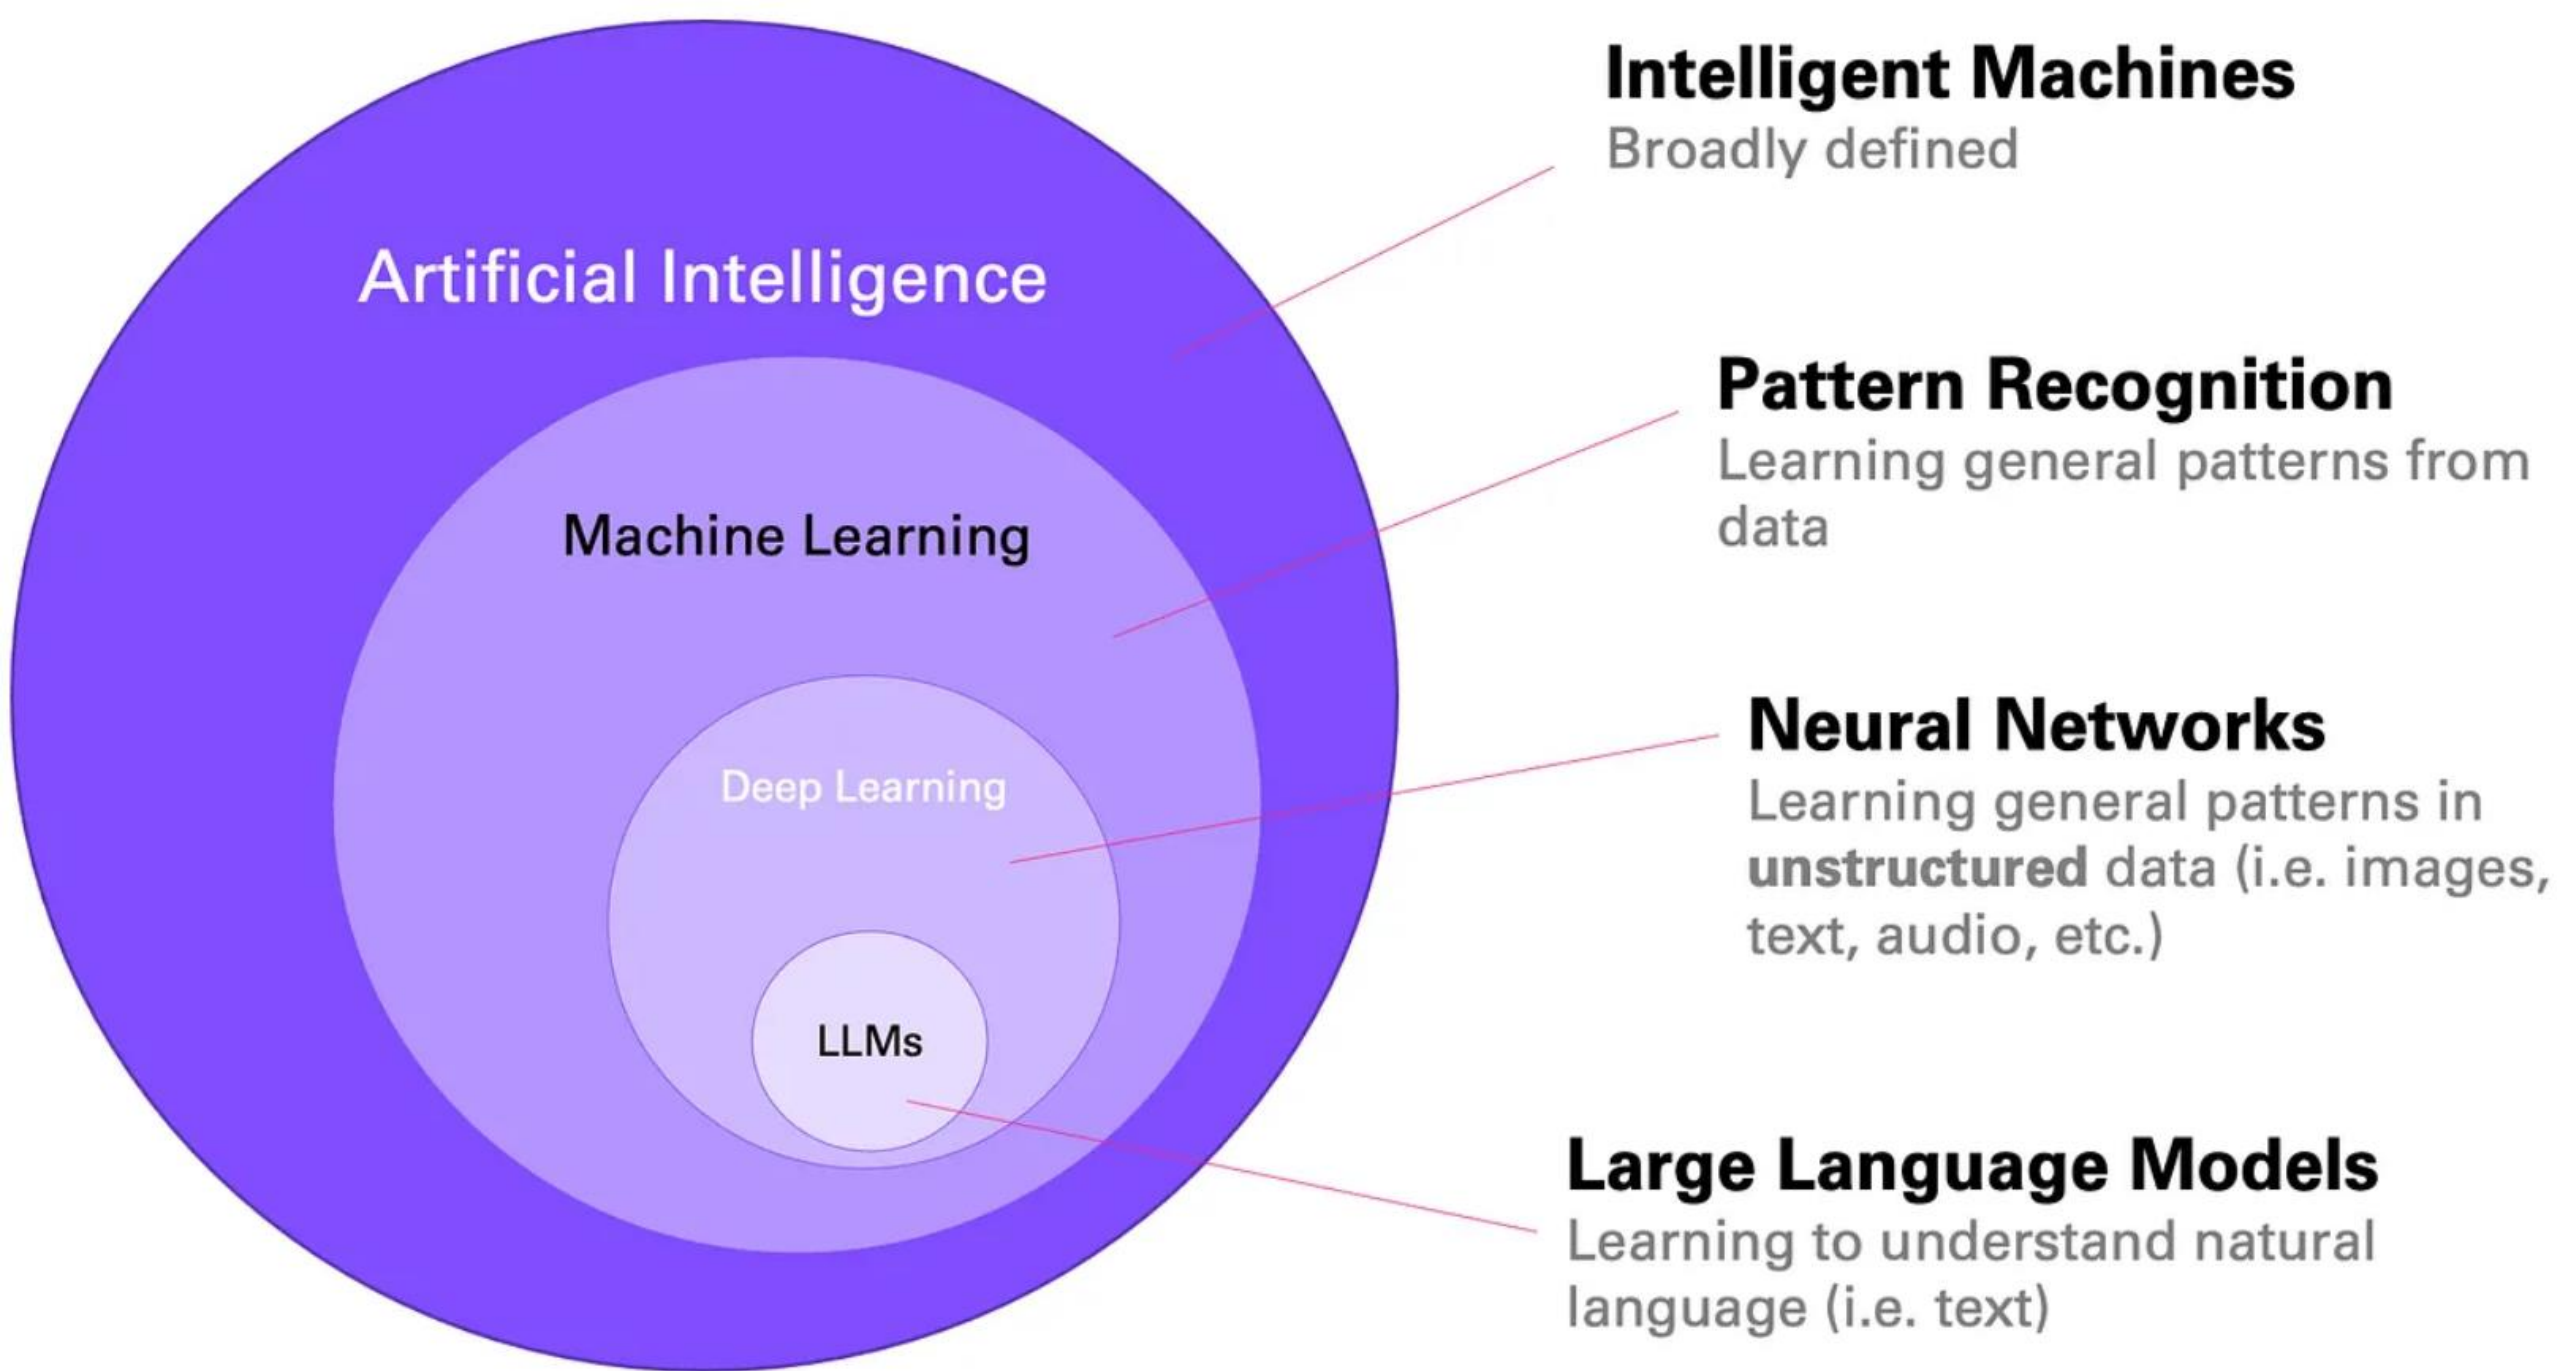 Artificial Intelligence
Machine Learning
Deep Learning
LLMs
Intelligent Machines
Broadly defined
Pattern Recognition
Learning general patterns from
data
Neural Networks
Learning general patterns in
unstructured data (i.e. images,
text, audio, etc.)
Large Language Models
Learning to understand natural
language (i.e. text)